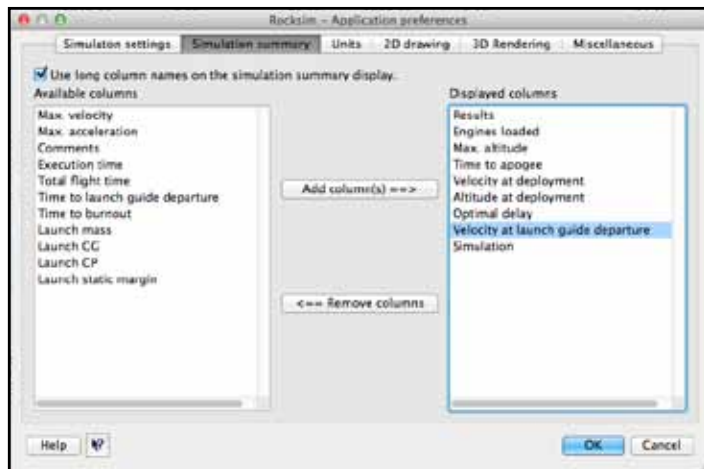 Rocksim - Application preferences
Simulaton settings
Simulation summary
Units
2D drawing
3D Rendering
Miscellaneous
Use long column names on the simulation summary display.
Available columns
Max. velocity
Max. acceleration
Comments
Execution time
Total flight time
Time to launch guide departure
Time to burnout
Launch mass
Launch CG
Launch CP
Launch static margin
Add column(s) ==>
<== Remove columns
Displayed columns
Results
Engines loaded
Max. altitude
Time to apogee
Velocity at deployment
Altitude at deployment
Optimal delay
Velocity at launch guide departure
Simulation
Help
?
OK
Cancel